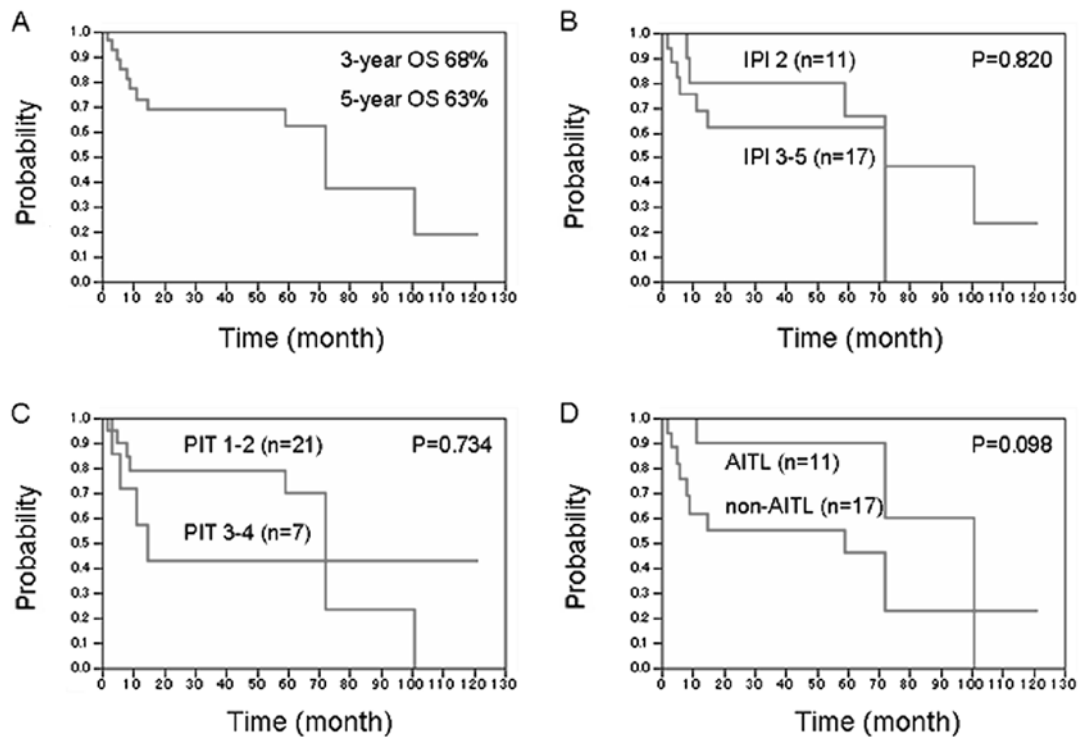 A
3-year OS 68%
5-year OS 63%
Probability
1.0
0.9
0.8
0.7
0.6
0.5
0.4
0.3
0.2
0.1
0.0
0 10 20 30 40 50 60 70 80 90 100 110 120 130
Time (month)
B
IPI 2 (n=11)
P=0.820
IPI 3-5 (n=17)
Probability
1.0
0.9
0.8
0.7
0.6
0.5
0.4
0.3
0.2
0.1
0.0
0 10 20 30 40 50 60 70 80 90 100 110 120 130
Time (month)
C
PIT 1-2 (n=21)
P=0.734
PIT 3-4 (n=7)
Probability
1.0
0.9
0.8
0.7
0.6
0.5
0.4
0.3
0.2
0.1
0.0
0 10 20 30 40 50 60 70 80 90 100 110 120 130
Time (month)
D
P=0.098
AITL (n=11)
non-AITL (n=17)
Probability
1.0
0.9
0.8
0.7
0.6
0.5
0.4
0.3
0.2
0.1
0.0
0 10 20 30 40 50 60 70 80 90 100 110 120 130
Time (month)